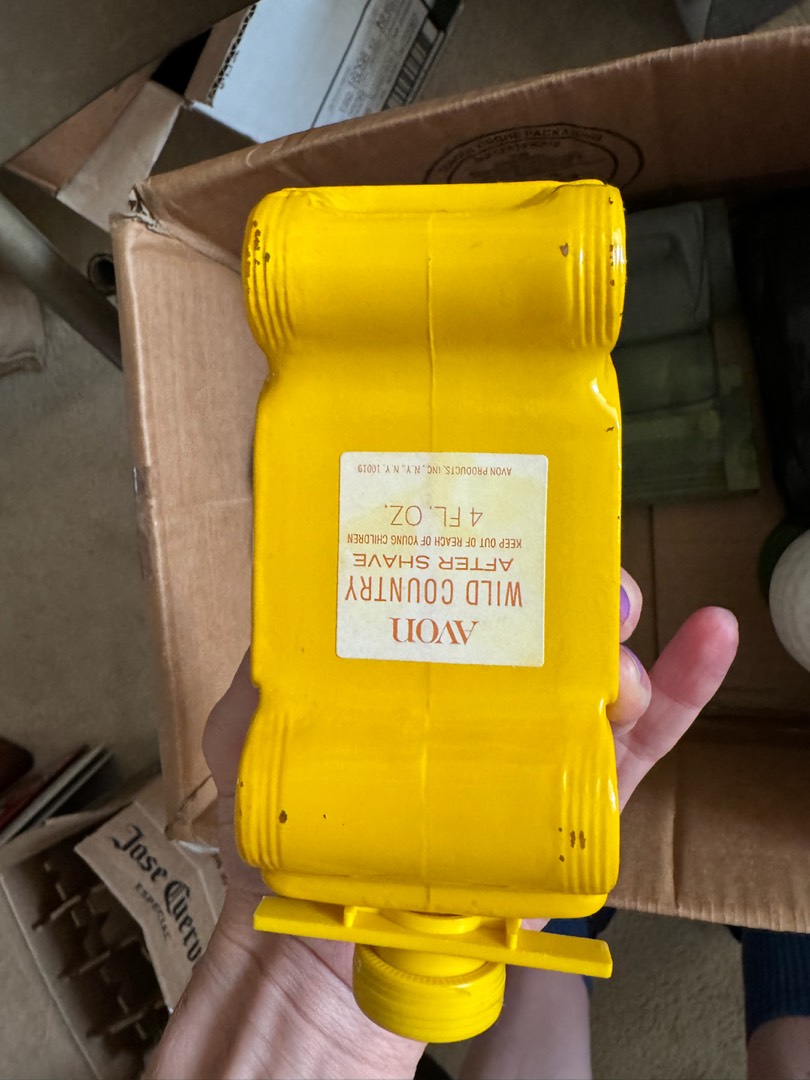 AVON
WILD COUNTRY
AFTER SHAVE
KEEP OUT OF REACH OF YOUNG CHILDREN
4 FL. OZ.
AVON PRODUCTS, INC., N.Y., N.Y. 10019
Jose Cuervo
ESPECIAL